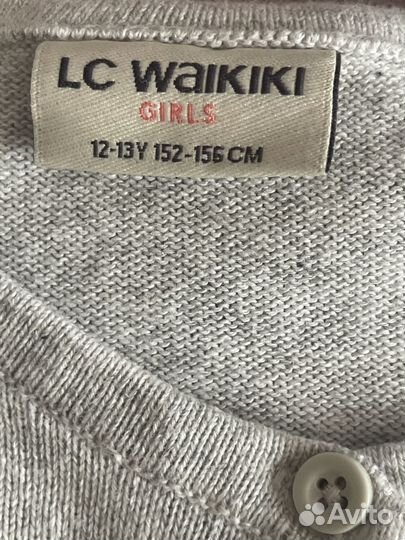 LC WAIKIKI
GIRLS
12-13Y 152-156 CM
Avito